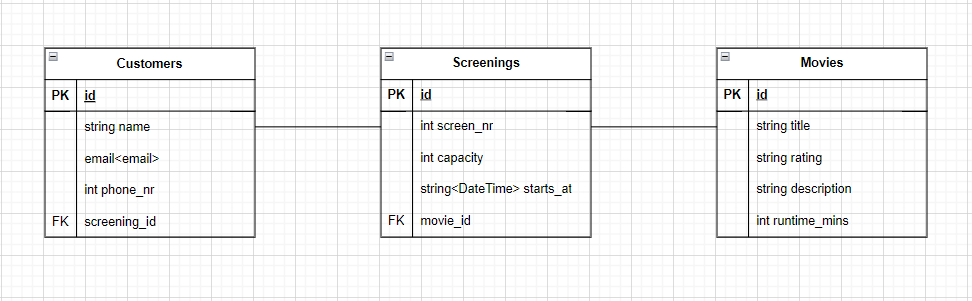 Customers
PK id
string name
email<email>
int phone_nr
FK screening_id
Screenings
PK id
int screen_nr
int capacity
string<DateTime> starts_at
FK movie_id
Movies
PK id
string title
string rating
string description
int runtime_mins